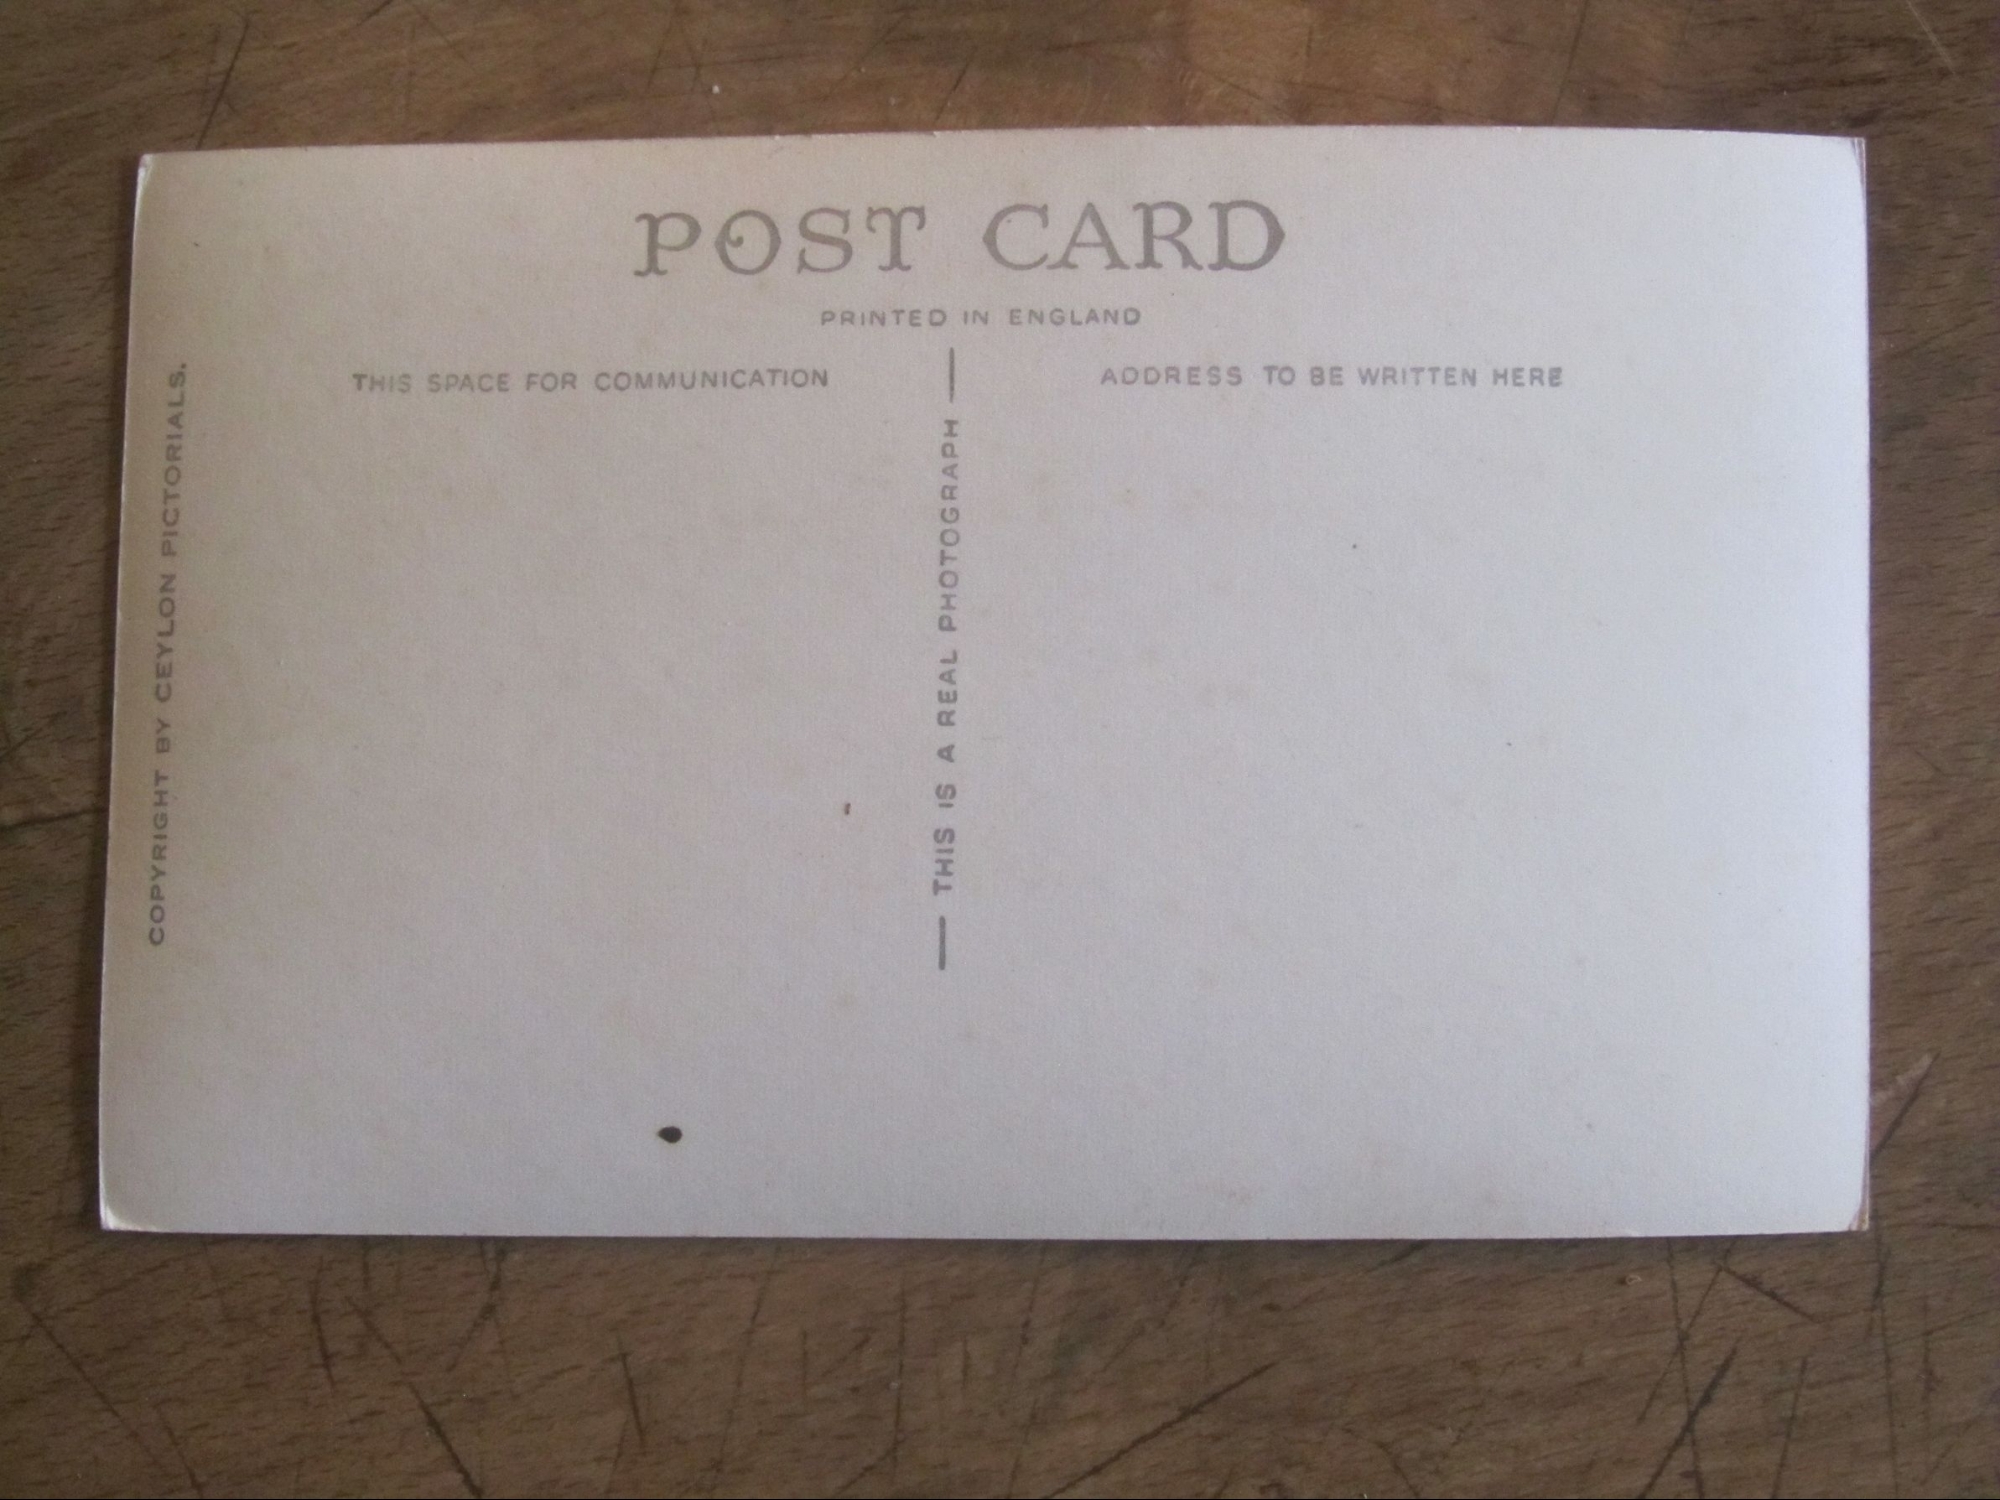 POST CARD
PRINTED IN ENGLAND
THIS SPACE FOR COMMUNICATION
ADDRESS TO BE WRITTEN HERE
COPYRIGHT BY CEYLON PICTORIALS.
THIS IS A REAL PHOTOGRAPH